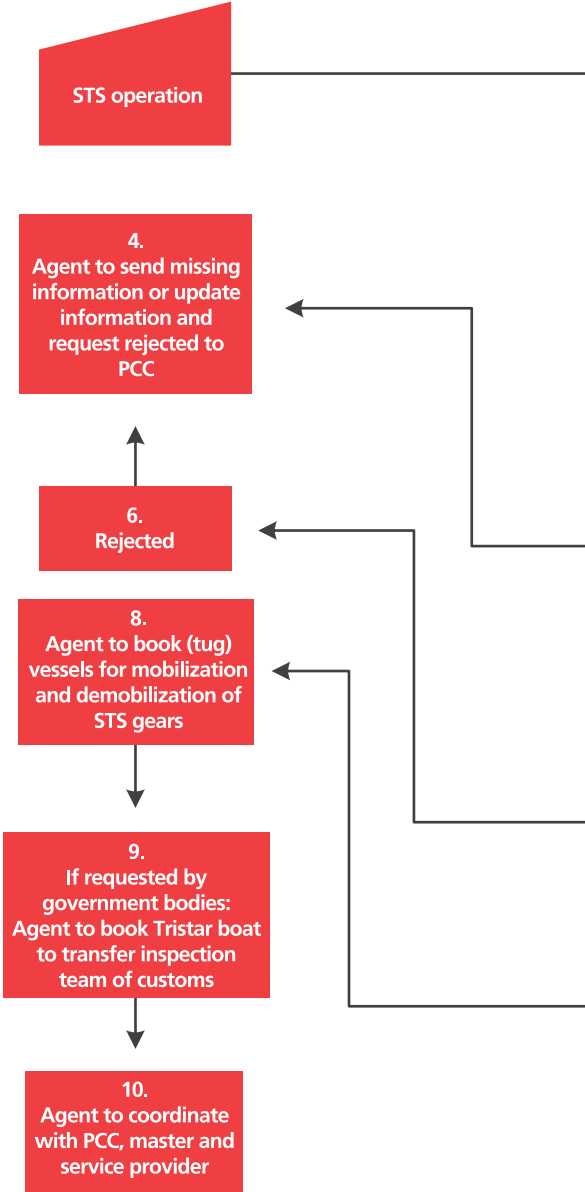 STS operation
4.
Agent to send missing
information or update
information and
request rejected to
PCC
6.
Rejected
8.
Agent to book (tug)
vessels for mobilization
and demobilization of
STS gears
9.
If requested by
government bodies:
Agent to book Tristar boat
to transfer inspection
team of customs
10.
Agent to coordinate
with PCC, master and
service provider